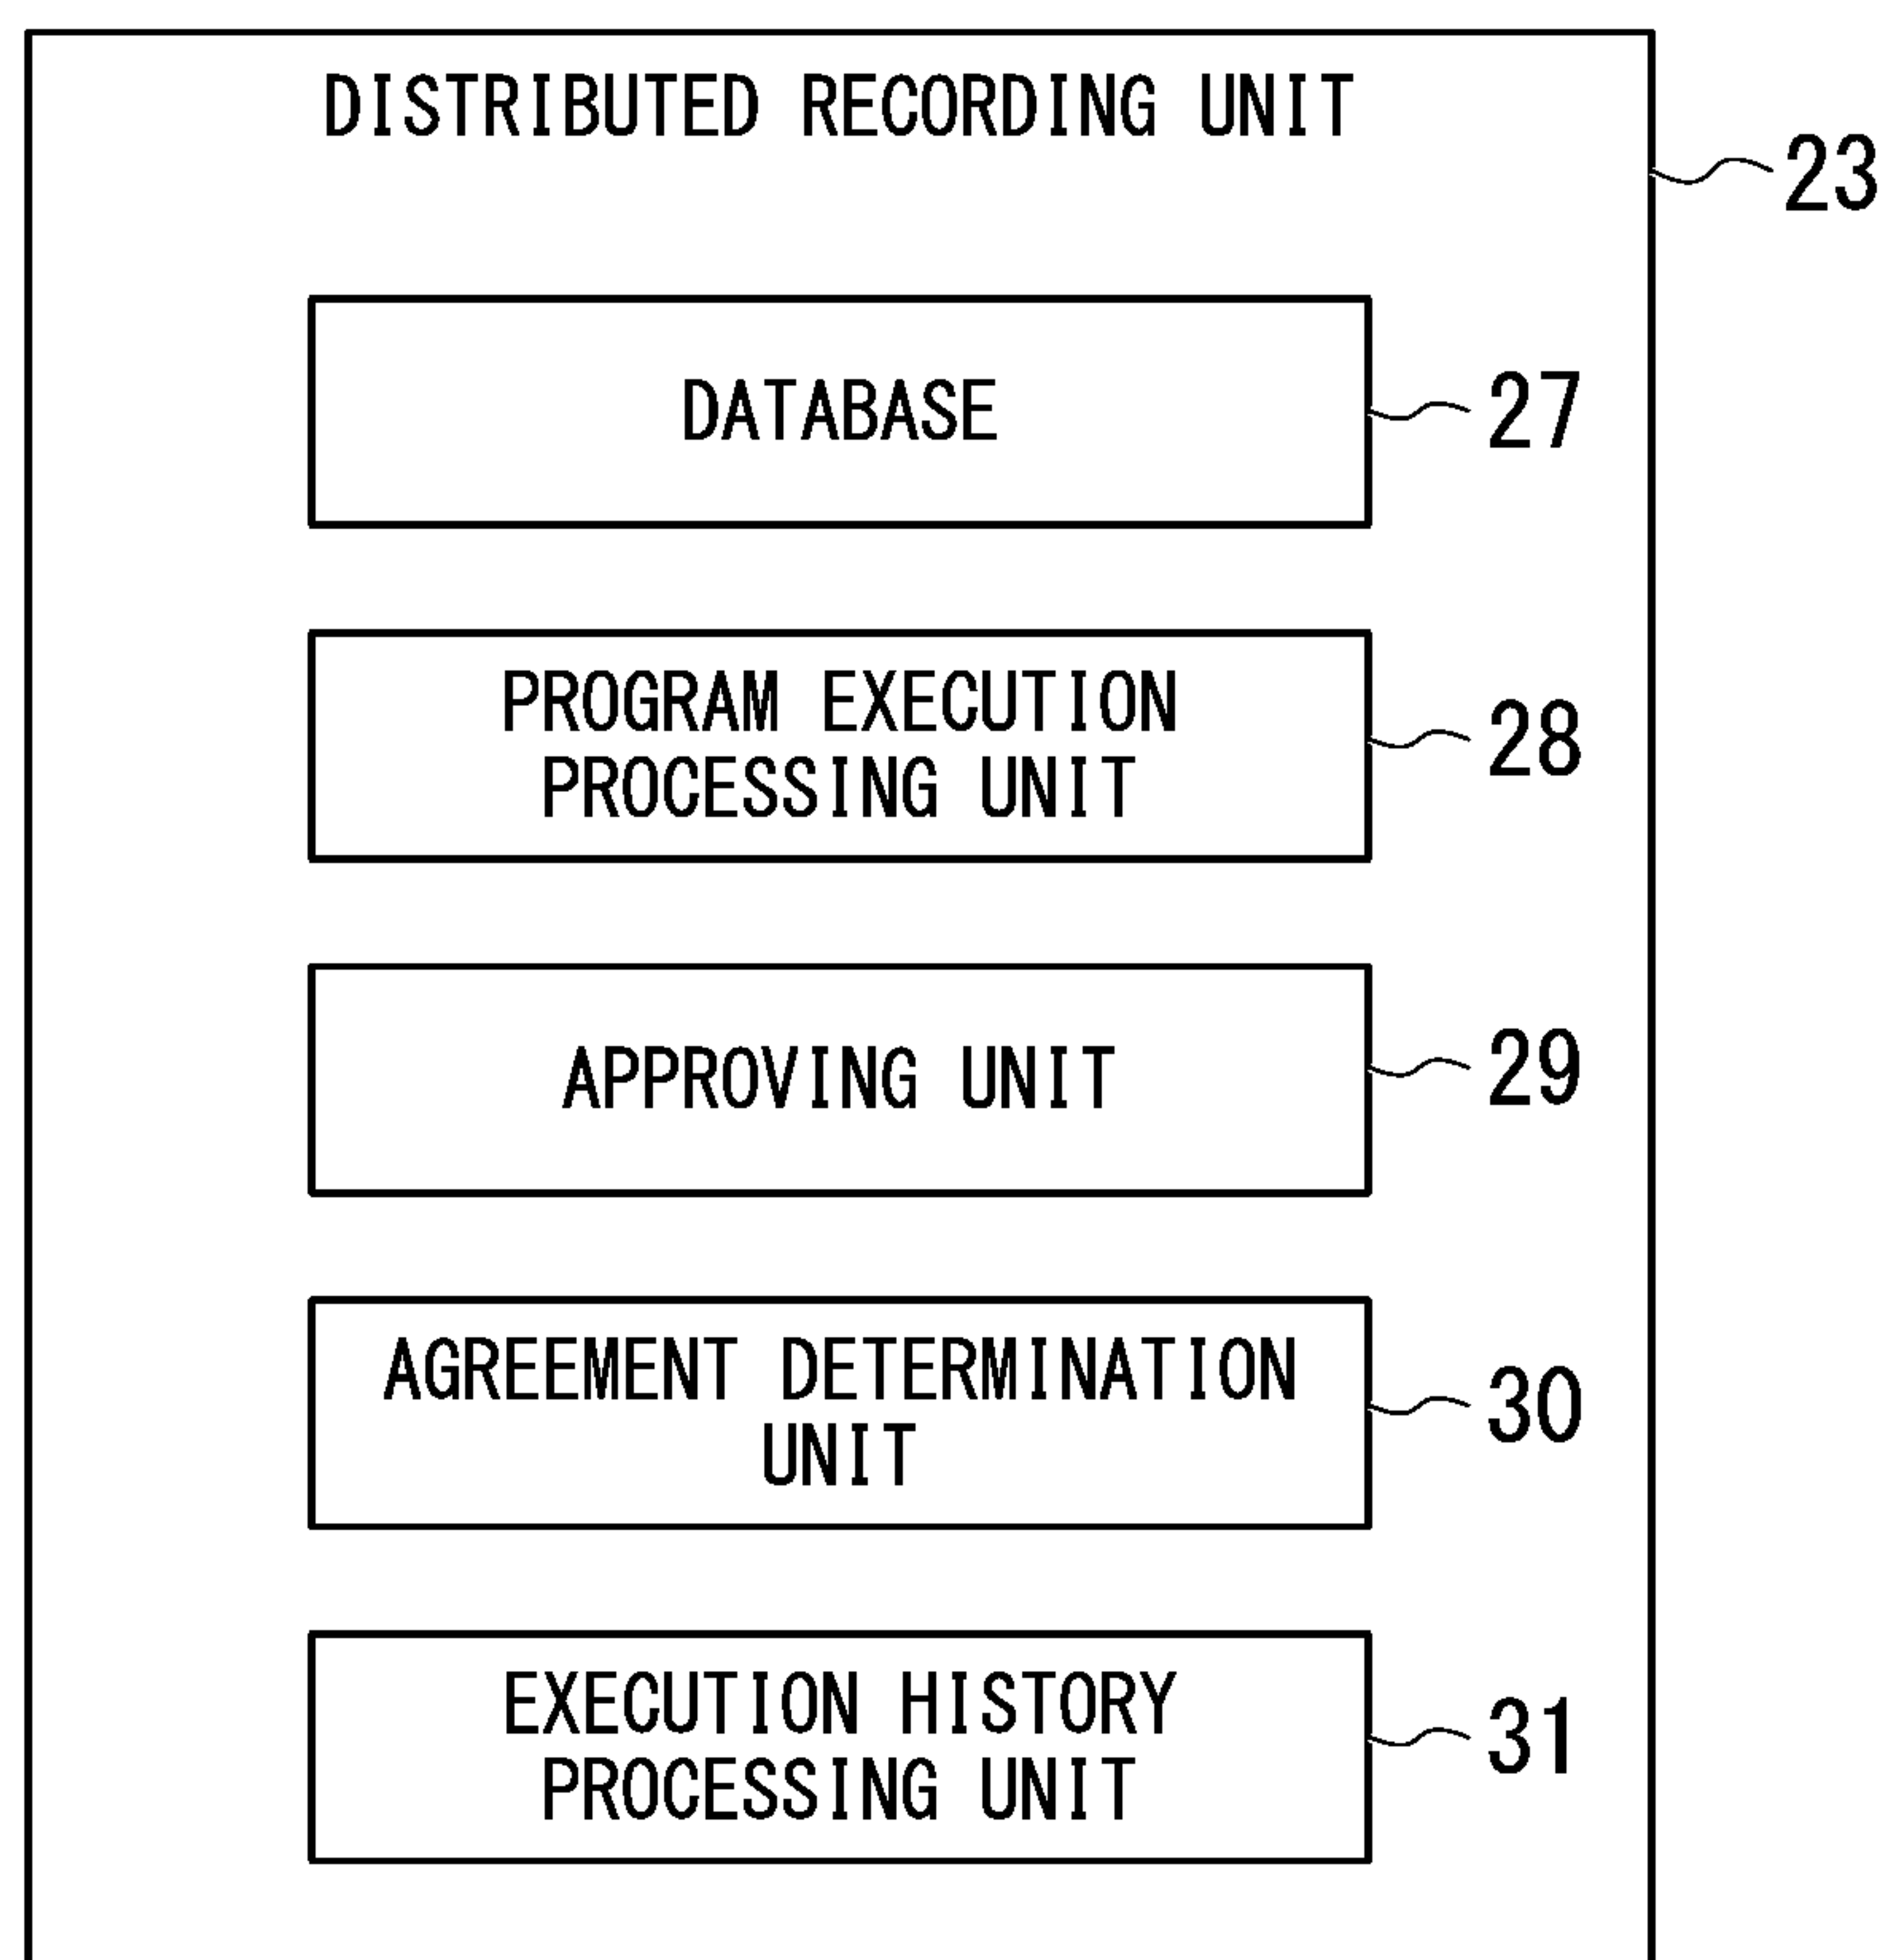 DISTRIBUTED RECORDING UNIT
23
DATABASE
27
PROGRAM EXECUTION
PROCESSING UNIT
28
APPROVING UNIT
29
AGREEMENT DETERMINATION
UNIT
30
EXECUTION HISTORY
PROCESSING UNIT
31